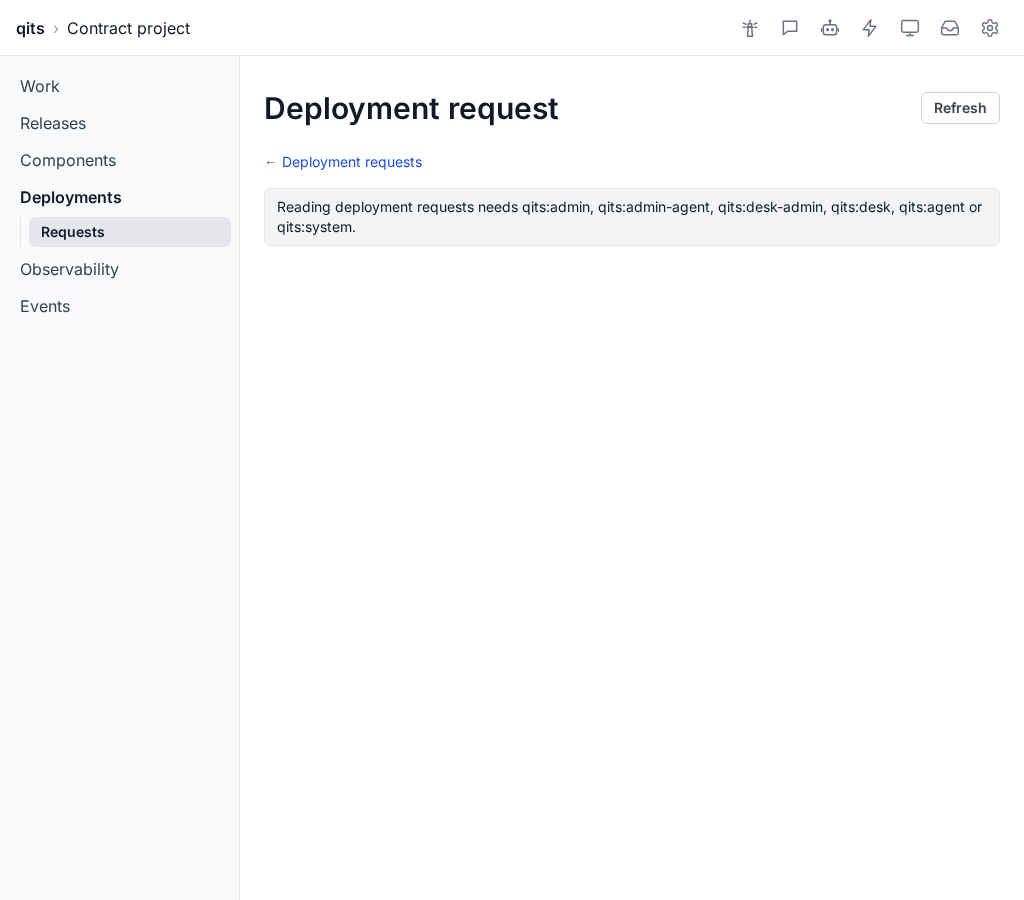 qits › Contract project
Work
Releases
Components
Deployments
Requests
Observability
Events
Deployment request
Refresh
← Deployment requests
Reading deployment requests needs qits:admin, qits:admin-agent, qits:desk-admin, qits:desk, qits:agent or
qits:system.